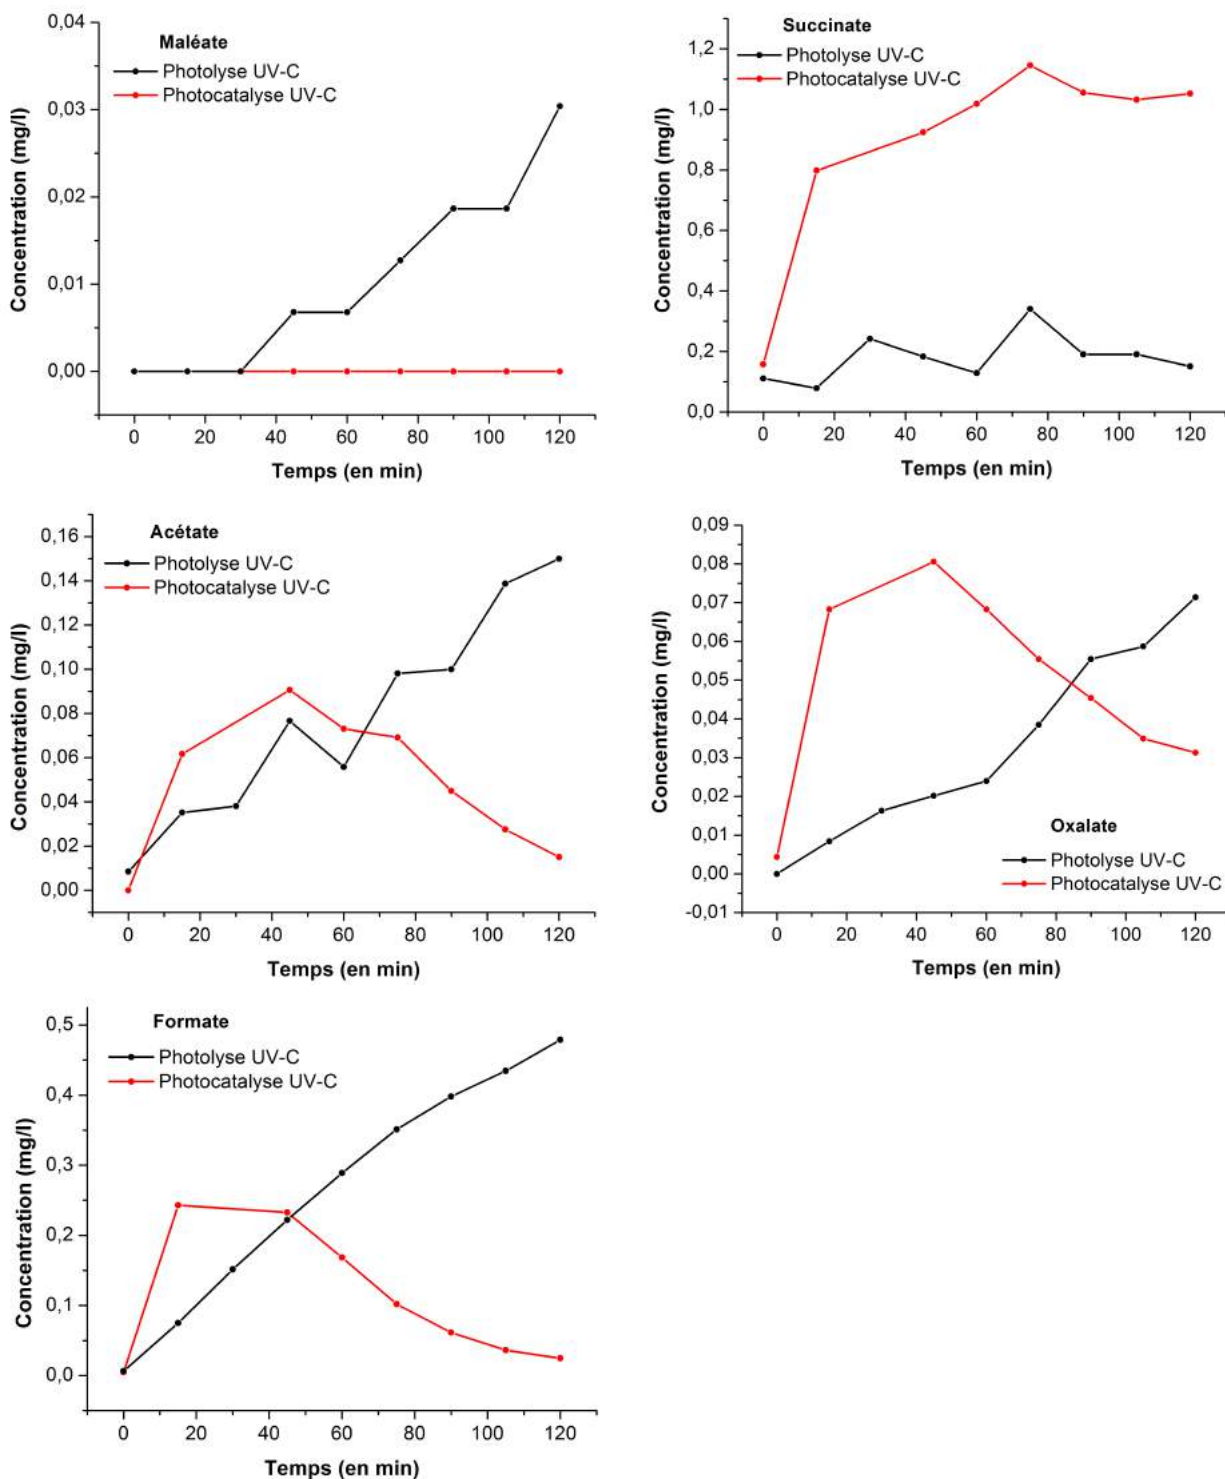 Maléate
Photolyse UV-C
Photocatalyse UV-C
Concentration (mg/l)
0,04
0,03
0,02
0,01
0,00
0 20 40 60 80 100 120
Temps (en min)
Succinate
Photolyse UV-C
Photocatalyse UV-C
Concentration (mg/l)
1,2
1,0
0,8
0,6
0,4
0,2
0,0
0 20 40 60 80 100 120
Temps (en min)
Acétate
Photolyse UV-C
Photocatalyse UV-C
Concentration (mg/l)
0,16
0,14
0,12
0,10
0,08
0,06
0,04
0,02
0,00
0 20 40 60 80 100 120
Temps (en min)
Concentration (mg/l)
0,09
0,08
0,07
0,06
0,05
0,04
0,03
0,02
0,01
0,00
-0,01
Oxalate
Photolyse UV-C
Photocatalyse UV-C
0 20 40 60 80 100 120
Temps (en min)
Formate
Photolyse UV-C
Photocatalyse UV-C
Concentration (mg/l)
0,5
0,4
0,3
0,2
0,1
0,0
0 20 40 60 80 100 120
Temps (en min)